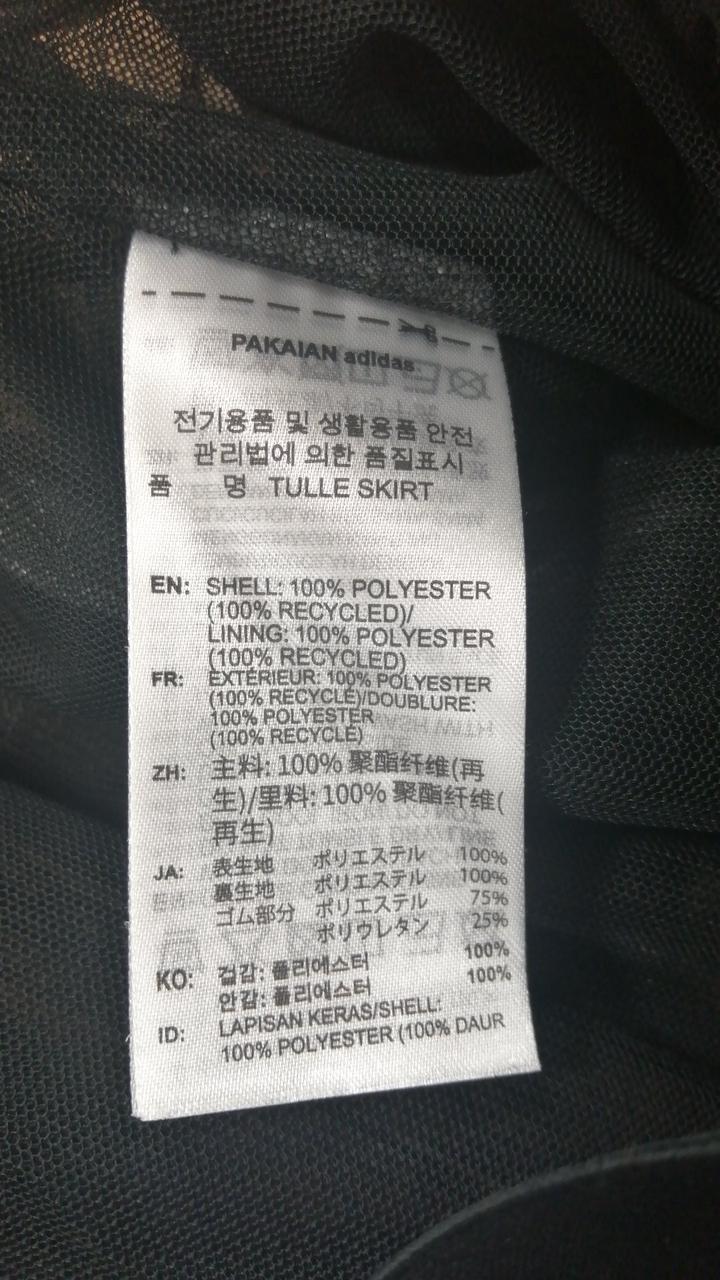 PAKAIAN adidas
전기용품 및 생활용품 안전
관리법에 의한 품질표시
품 명 TULLE SKIRT
EN: SHELL: 100% POLYESTER
(100% RECYCLED)/
LINING: 100% POLYESTER
(100% RECYCLED)
FR: EXTÉRIEUR: 100% POLYESTER
(100% RECYCLÉ)/DOUBLURE:
100% POLYESTER
(100% RECYCLÉ)
ZH: 主料: 100% 聚酯纤维(再
生)/里料: 100% 聚酯纤维(
再生)
JA: 表生地 ポリエステル 100%
裏生地 ポリエステル 100%
ゴム部分 ポリエステル 75%
ポリウレタン 25%
KO: 겉감: 폴리에스터 100%
안감: 폴리에스터 100%
ID: LAPISAN KERAS/SHELL:
100% POLYESTER (100% DAUR